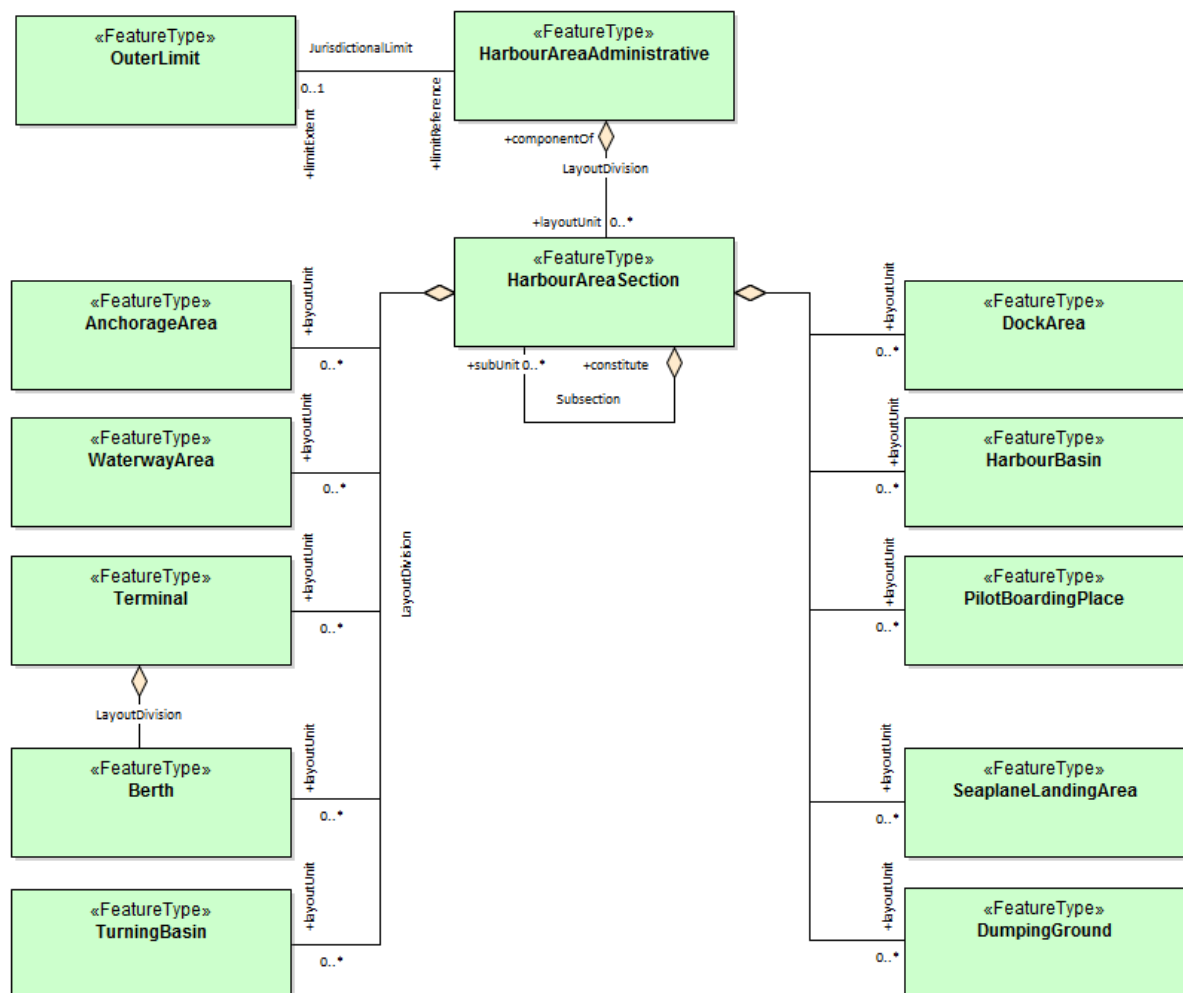 «FeatureType»
OuterLimit
JurisdictionalLimit
0..1
+limitExtent
+limitReference
«FeatureType»
HarbourAreaAdministrative
+componentOf
LayoutDivision
+layoutUnit 0..*
«FeatureType»
HarbourAreaSection
+subUnit 0..*
+constitute
Subsection
«FeatureType»
AnchorageArea
+layoutUnit
0..*
«FeatureType»
WaterwayArea
+layoutUnit
0..*
«FeatureType»
Terminal
+layoutUnit
0..*
LayoutDivision
LayoutDivision
«FeatureType»
Berth
+layoutUnit
0..*
«FeatureType»
TurningBasin
+layoutUnit
0..*
+layoutUnit
0..*
«FeatureType»
DockArea
+layoutUnit
0..*
«FeatureType»
HarbourBasin
+layoutUnit
0..*
«FeatureType»
PilotBoardingPlace
+layoutUnit
0..*
«FeatureType»
SeaplaneLandingArea
+layoutUnit
0..*
«FeatureType»
DumpingGround